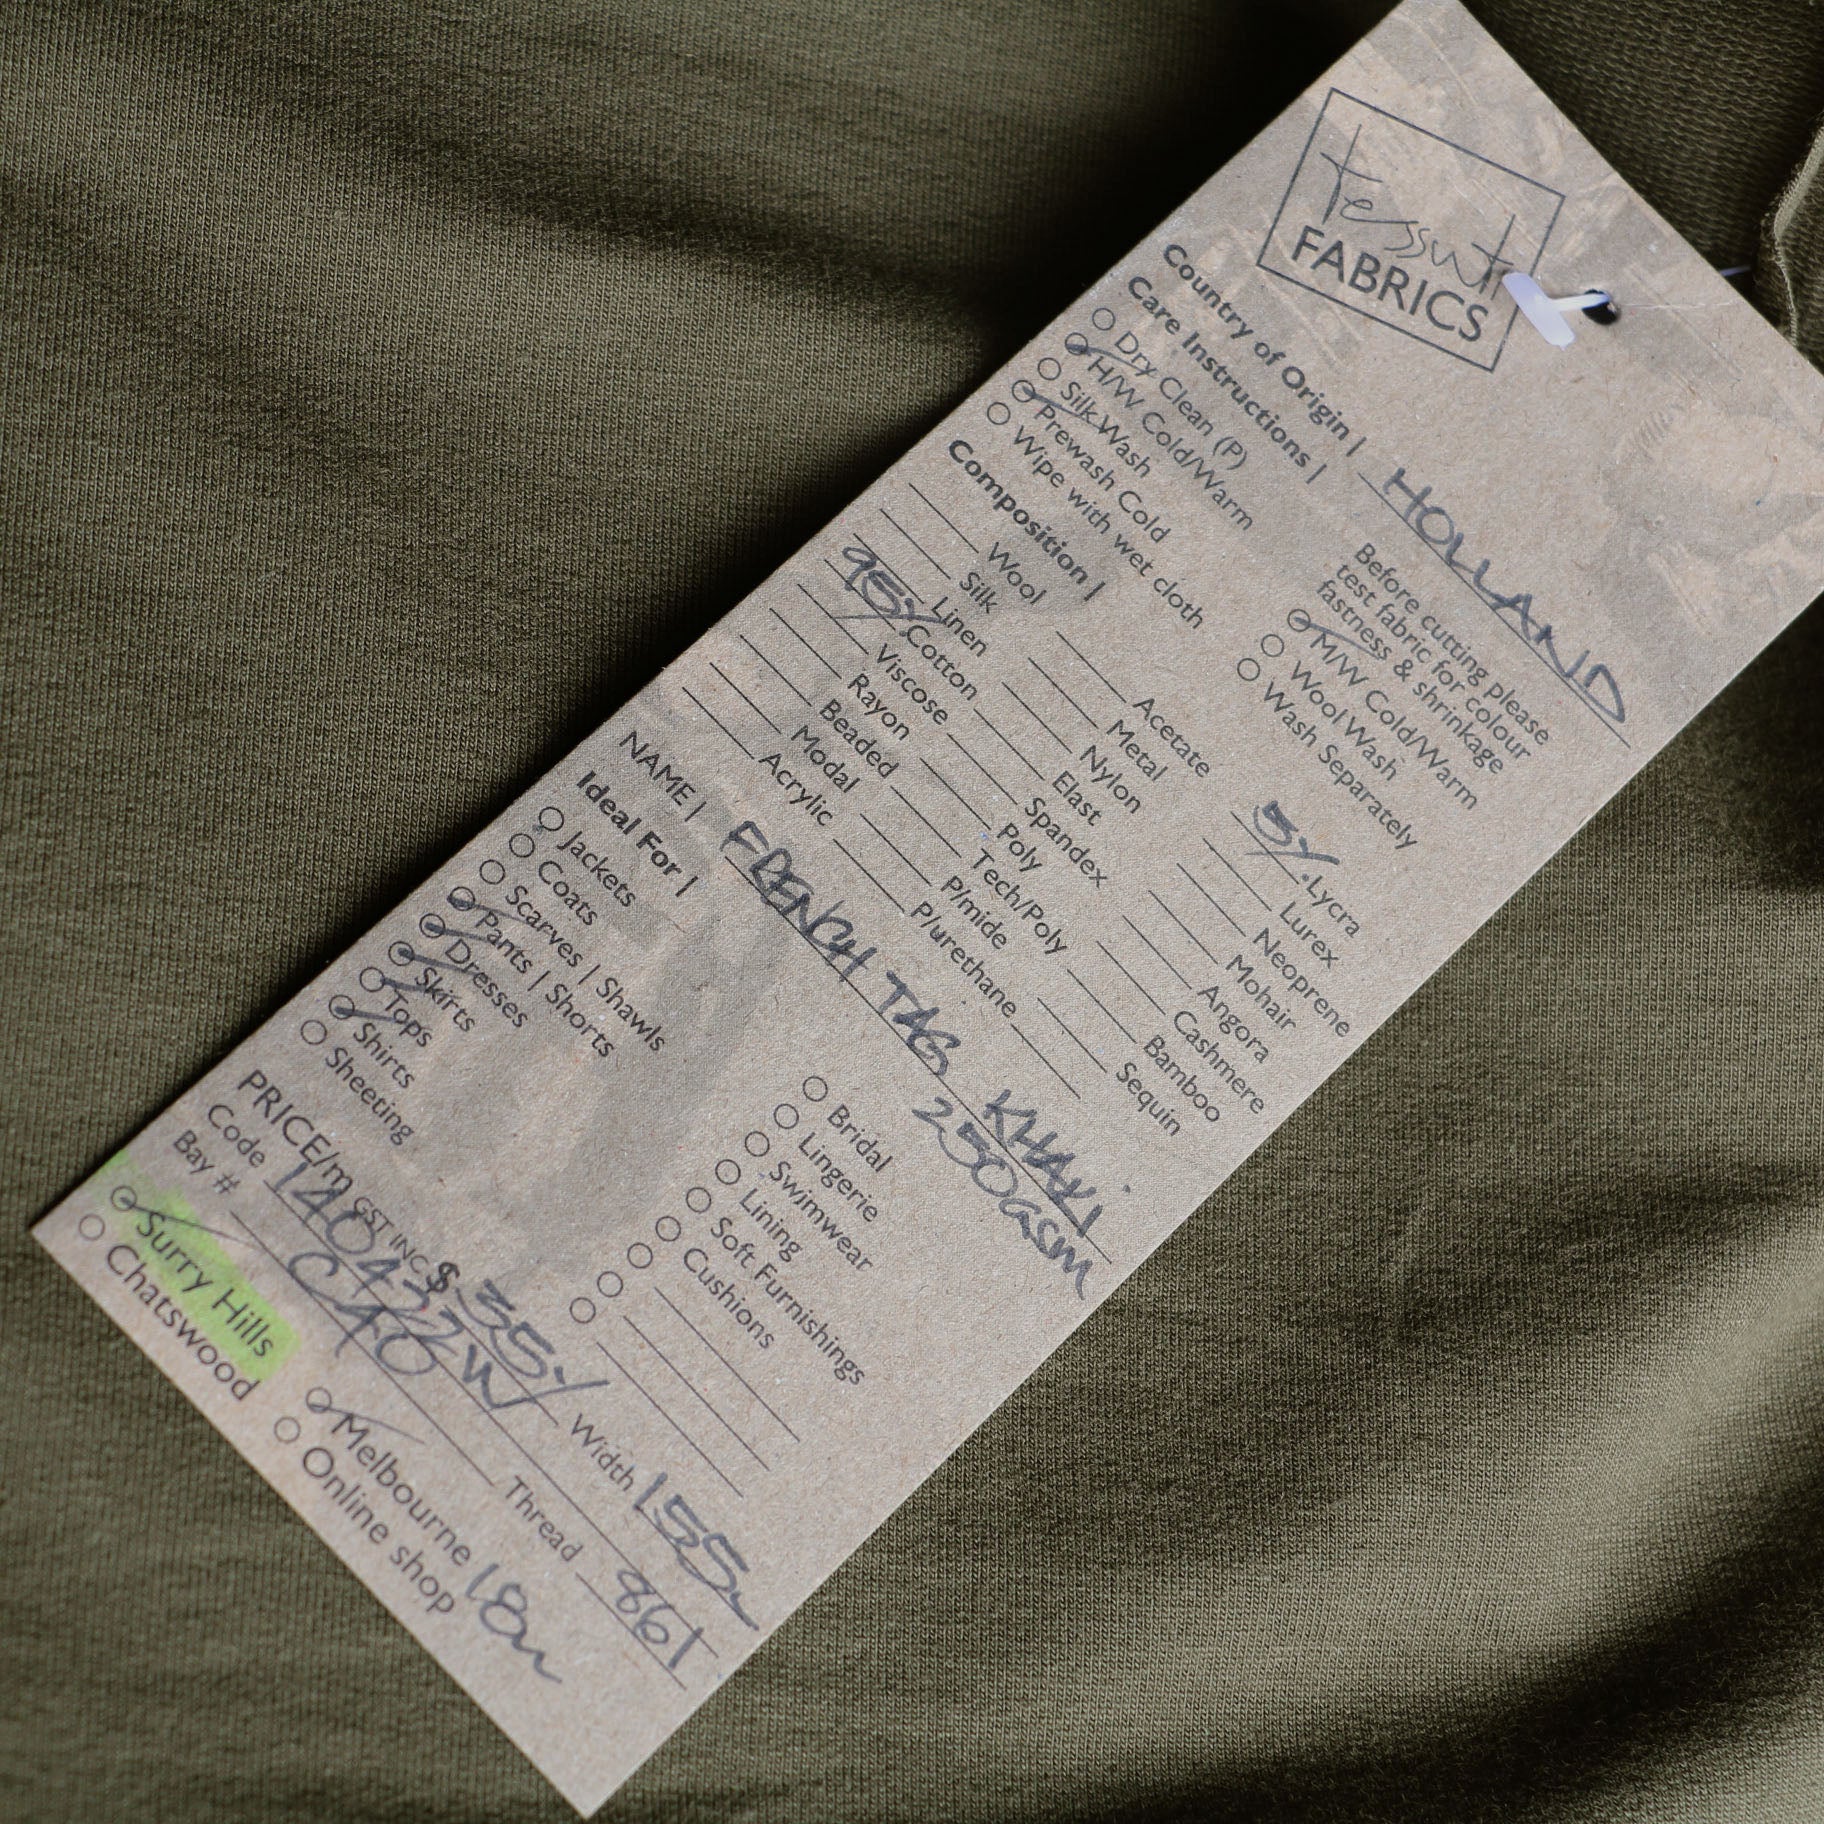 tessuti
FABRICS
Country of Origin | HOLLAND
Care Instructions |
Before cutting please
test fabric for colour
fastness & shrinkage
Dry Clean (P)
H/W Cold/Warm
Silk Wash
Prewash Cold
Wipe with wet cloth
M/W Cold/Warm
Wool Wash
Wash Separately
Composition |
Wool
Silk
Linen
95% Cotton
Viscose
Rayon
Beaded
Modal
Acrylic
Acetate
Metal
Nylon
Elast
Spandex
Poly
Tech/Poly
P/mide
P/urethane
5% Lycra
Lurex
Neoprene
Mohair
Angora
Cashmere
Bamboo
Sequin
NAME | FRENCH TAG KHAKI
250gsm
Ideal For |
Jackets
Coats
Scarves | Shawls
Pants | Shorts
Dresses
Skirts
Tops
Shirts
Sheeting
Bridal
Lingerie
Swimwear
Lining
Soft Furnishings
Cushions
PRICE/m GST INC $ 35/
Code 140432W Width 155
Bay # C40 Thread 861
Surry Hills
Chatswood
Melbourne 18m
Online shop